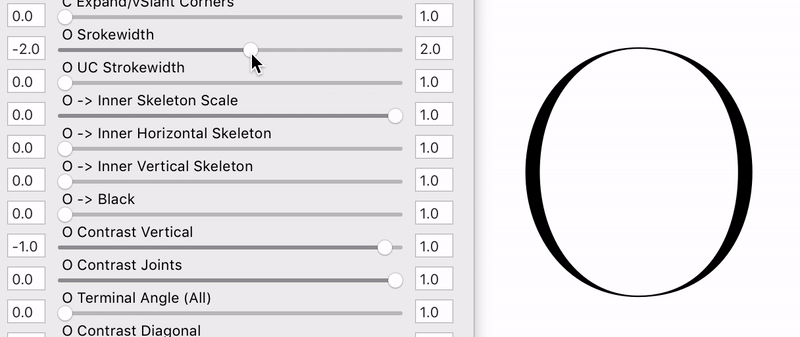 C Expand/vSlant Corners
0.0 1.0
O Srokewidth
-2.0 2.0
O UC Strokewidth
0.0 1.0
O -> Inner Skeleton Scale
0.0 1.0
O -> Inner Horizontal Skeleton
0.0 1.0
O -> Inner Vertical Skeleton
0.0 1.0
O -> Black
0.0 1.0
O Contrast Vertical
-1.0 1.0
O Contrast Joints
0.0 1.0
O Terminal Angle (All)
0.0 1.0
O Contrast Diagonal
O